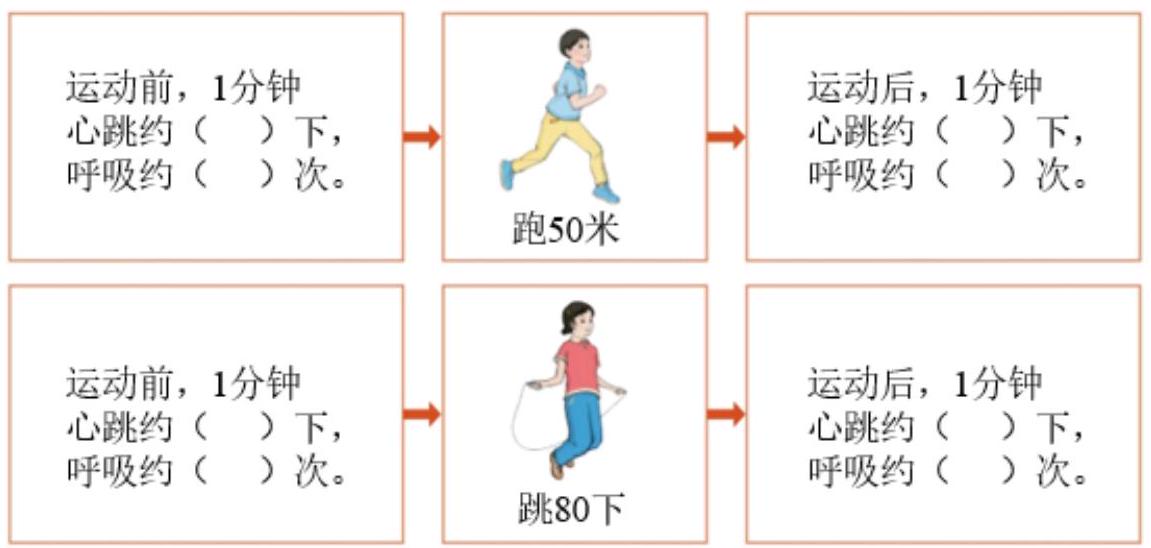 运动前，1分钟
心跳约（　）下，
呼吸约（　）次。
跑50米
运动后，1分钟
心跳约（　）下，
呼吸约（　）次。
运动前，1分钟
心跳约（　）下，
呼吸约（　）次。
跳80下
运动后，1分钟
心跳约（　）下，
呼吸约（　）次。